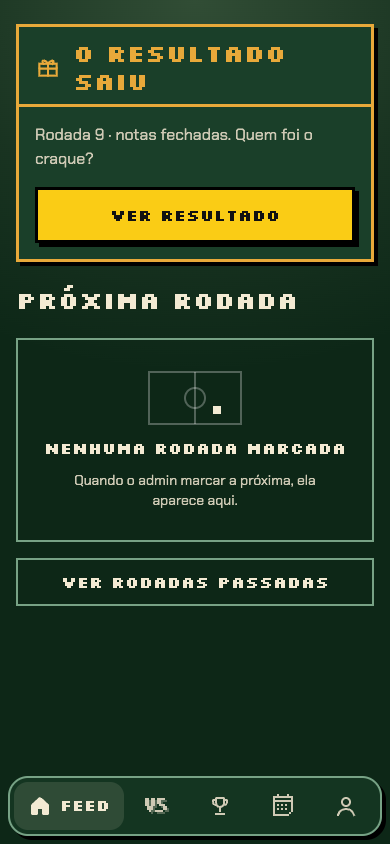 O RESULTADO
SAIU
Rodada 9 · notas fechadas. Quem foi o
craque?
VER RESULTADO
PRÓXIMA RODADA
NENHUMA RODADA MARCADA
Quando o admin marcar a próxima, ela
aparece aqui.
VER RODADAS PASSADAS
FEED
VS